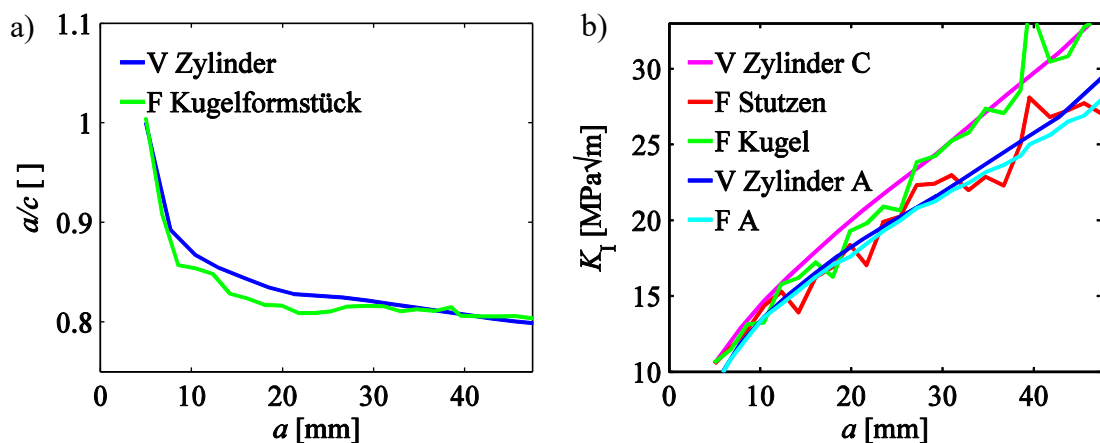 a)
1.1
1
0.9
0.8
a/c [ ]
V Zylinder
F Kugelformstück
0
10
20
30
40
a [mm]
b)
30
25
20
15
10
K_I [MPa√m]
V Zylinder C
F Stutzen
F Kugel
V Zylinder A
F A
0
10
20
30
40
a [mm]